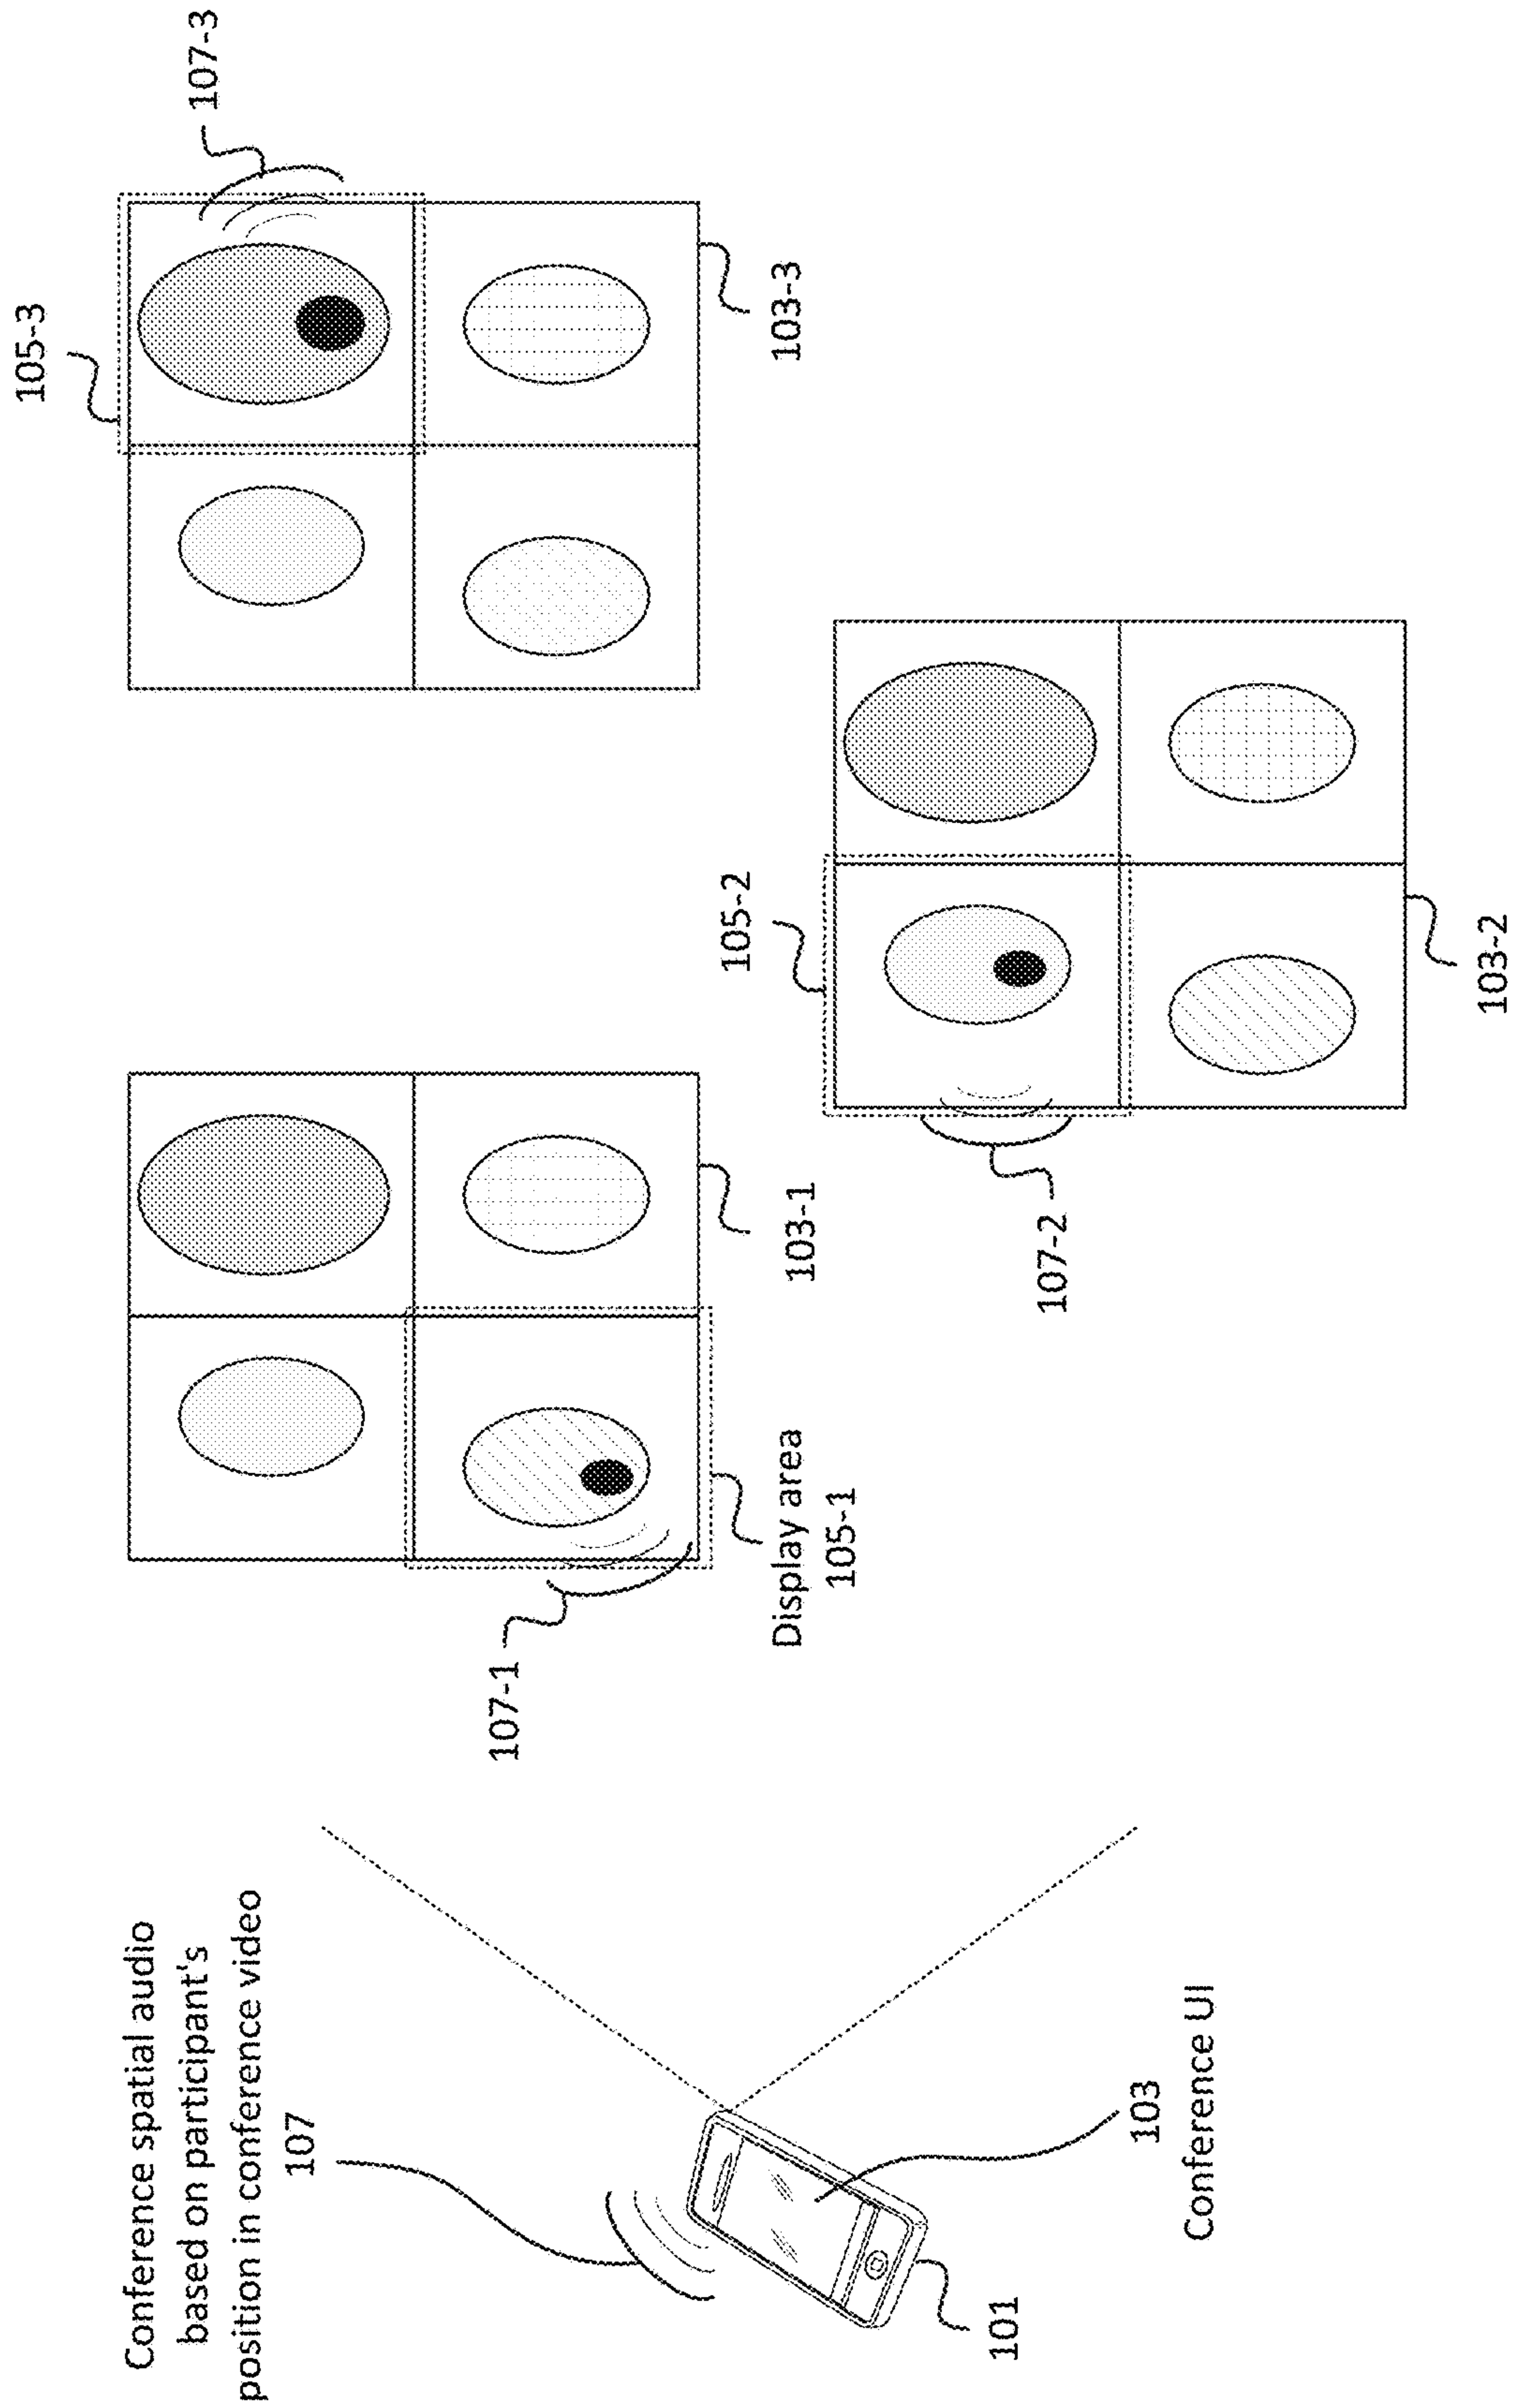 Conference spatial audio
based on participant's
position in conference video
107
101
103
Conference UI
107-1
Display area
105-1
103-1
107-2
105-2
103-2
105-3
103-3
107-3